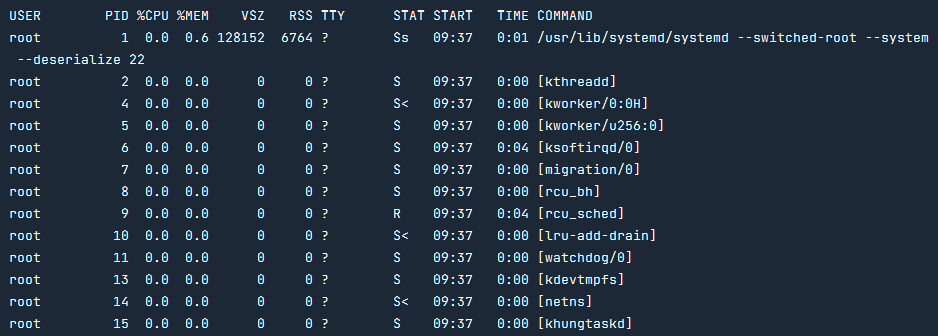 USER       PID %CPU %MEM    VSZ   RSS TTY      STAT START   TIME COMMAND
root         1  0.0  0.6 128152  6764 ?        Ss   09:37   0:01 /usr/lib/systemd/systemd --switched-root --system
 --deserialize 22
root         2  0.0  0.0      0     0 ?        S    09:37   0:00 [kthreadd]
root         4  0.0  0.0      0     0 ?        S<   09:37   0:00 [kworker/0:0H]
root         5  0.0  0.0      0     0 ?        S    09:37   0:00 [kworker/u256:0]
root         6  0.0  0.0      0     0 ?        S    09:37   0:04 [ksoftirqd/0]
root         7  0.0  0.0      0     0 ?        S    09:37   0:00 [migration/0]
root         8  0.0  0.0      0     0 ?        S    09:37   0:00 [rcu_bh]
root         9  0.0  0.0      0     0 ?        R    09:37   0:04 [rcu_sched]
root        10  0.0  0.0      0     0 ?        S<   09:37   0:00 [lru-add-drain]
root        11  0.0  0.0      0     0 ?        S    09:37   0:00 [watchdog/0]
root        13  0.0  0.0      0     0 ?        S    09:37   0:00 [kdevtmpfs]
root        14  0.0  0.0      0     0 ?        S<   09:37   0:00 [netns]
root        15  0.0  0.0      0     0 ?        S    09:37   0:00 [khungtaskd]